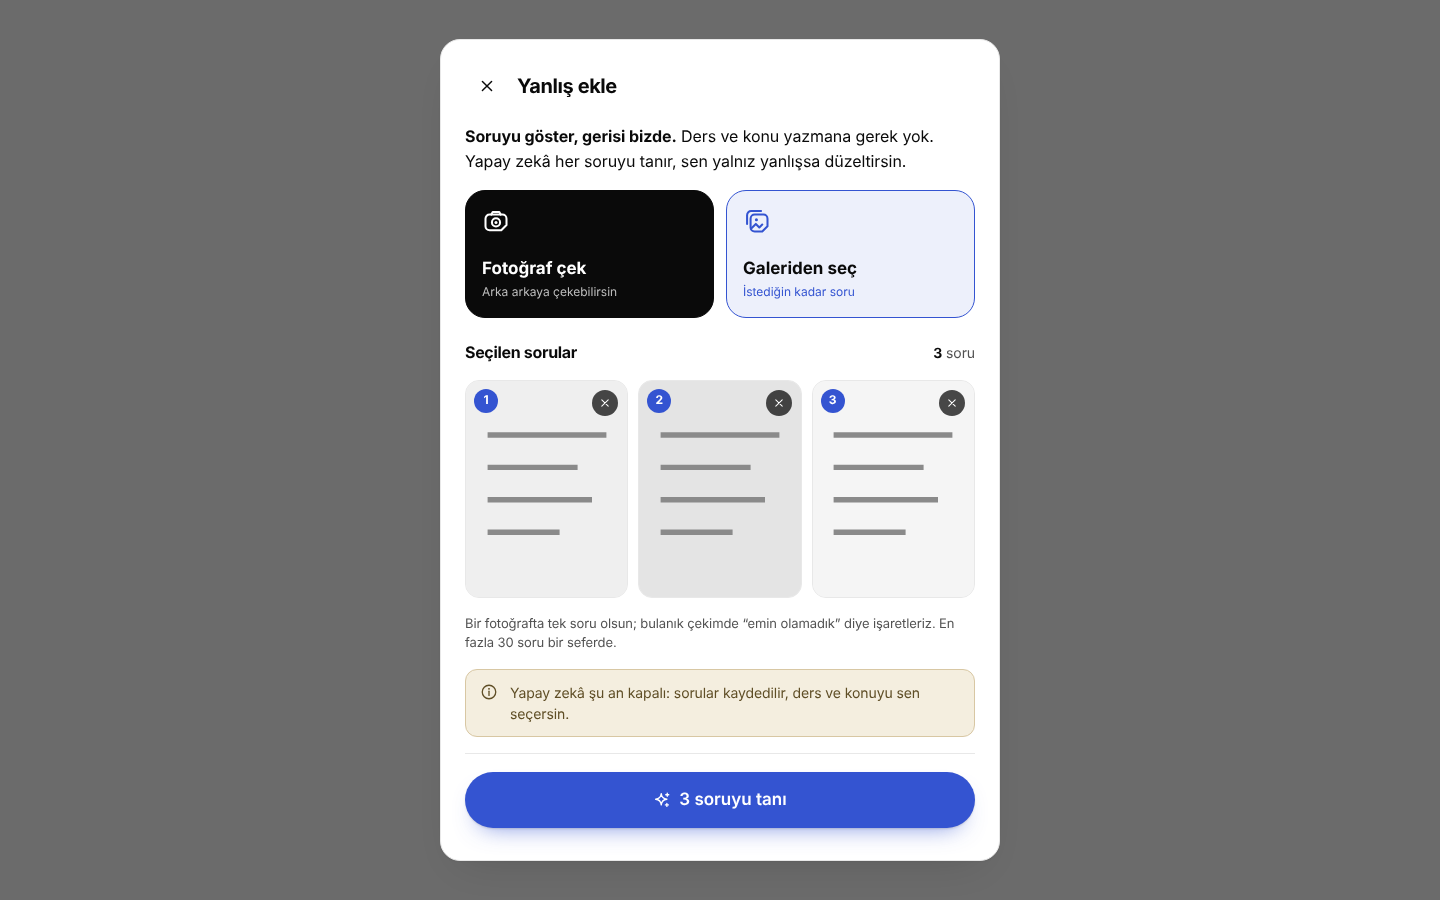 Yanlış ekle
Soruyu göster, gerisi bizde. Ders ve konu yazmana gerek yok.
Yapay zekâ her soruyu tanır, sen yalnız yanlışsa düzeltirsin.
Fotoğraf çek
Arka arkaya çekebilirsin
Galeriden seç
İstediğin kadar soru
Seçilen sorular
3 soru
1
2
3
Bir fotoğrafta tek soru olsun; bulanık çekimde “emin olamadık” diye işaretleriz. En
fazla 30 soru bir seferde.
Yapay zekâ şu an kapalı: sorular kaydedilir, ders ve konuyu sen
seçersin.
3 soruyu tanı